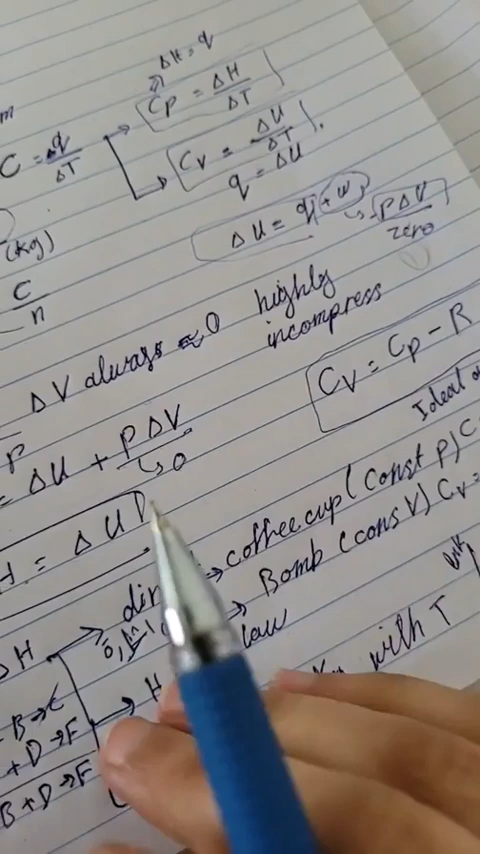 m
ΔH = q
Cp = ΔH/ΔT
C = q/ΔT
Cv = ΔU/ΔT
q = ΔU
ΔU = q + w
PΔV
zero
(kg)
C/n
ΔV always ≈ 0 highly
incompress
Cv = Cp - R
Ideal
P
= ΔU + PΔV
0
H = ΔU
coffee cup (const P) C
Bomb (cons V) Cv =
ΔH
law
with T
B → C
+ D → F
B + D → F
H